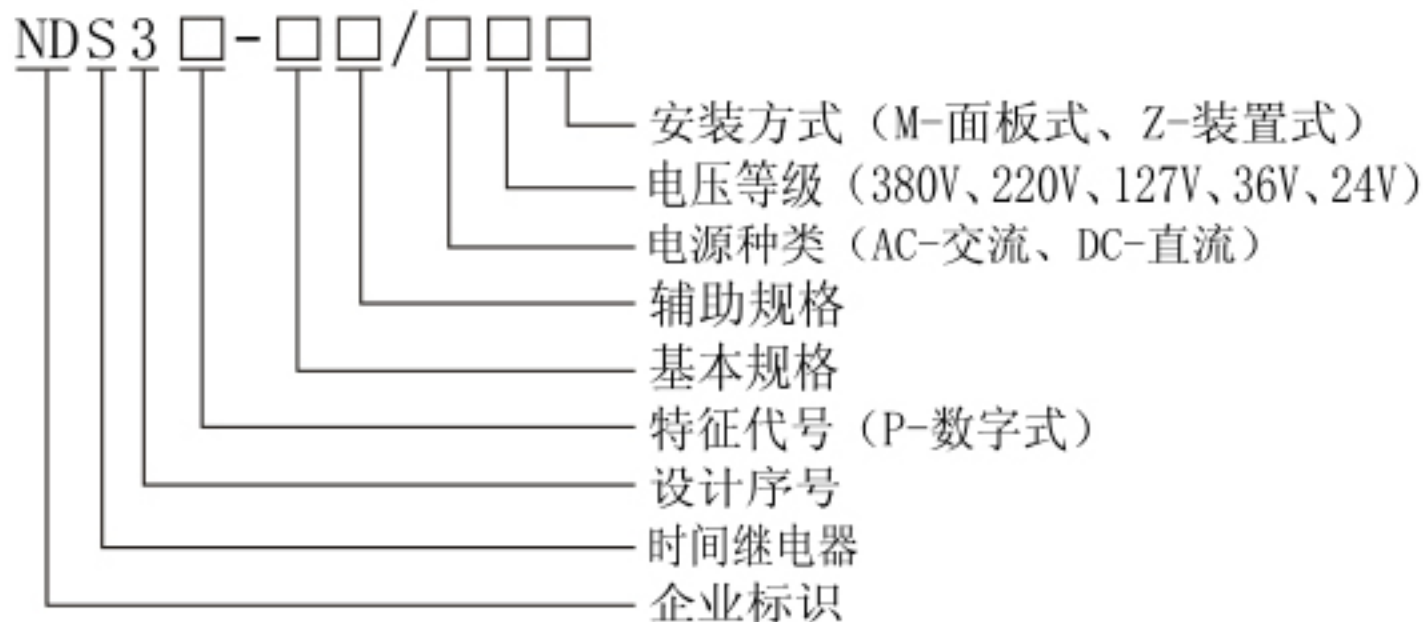 NDS3□-□□/□□□
安装方式（M-面板式、Z-装置式）
电压等级（380V、220V、127V、36V、24V）
电源种类（AC-交流、DC-直流）
辅助规格
基本规格
特征代号（P-数字式）
设计序号
时间继电器
企业标识